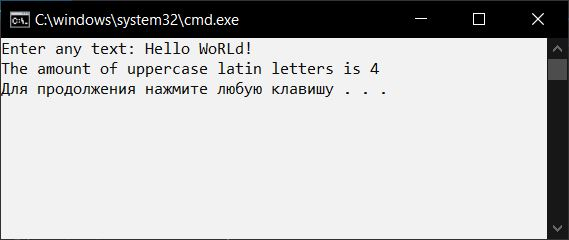 C:\windows\system32\cmd.exe
Enter any text: Hello WoRLd!
The amount of uppercase latin letters is 4
Для продолжения нажмите любую клавишу . . .